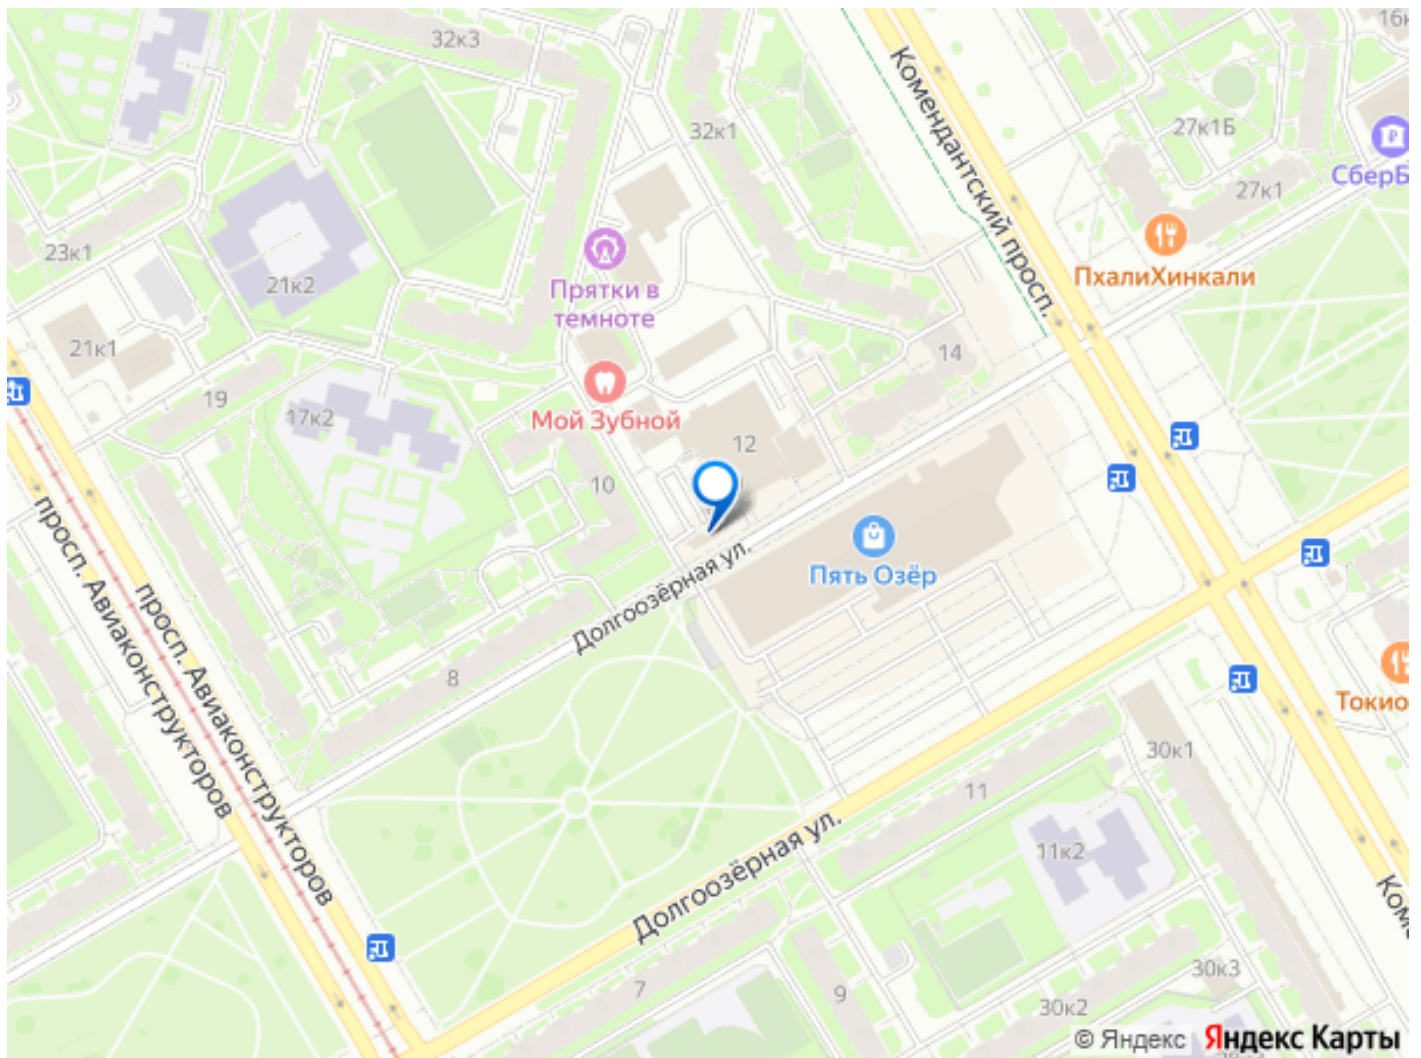 32к3
16к
Комендантский просп.
32к1
27к1Б
СберБ
27к1
23к1
21к2
Прятки в
темноте
ПхалиХинкали
21к1
14
19
17к2
Мой Зубной
12
10
просп. Авиаконструкторов
просп. Авиаконструкторов
Долгоозёрная ул.
Пять Озёр
8
Токио
30к1
11
11к2
Долгоозёрная ул.
Кома
7
9
30к3
30к2
© Яндекс Яндекс Карты